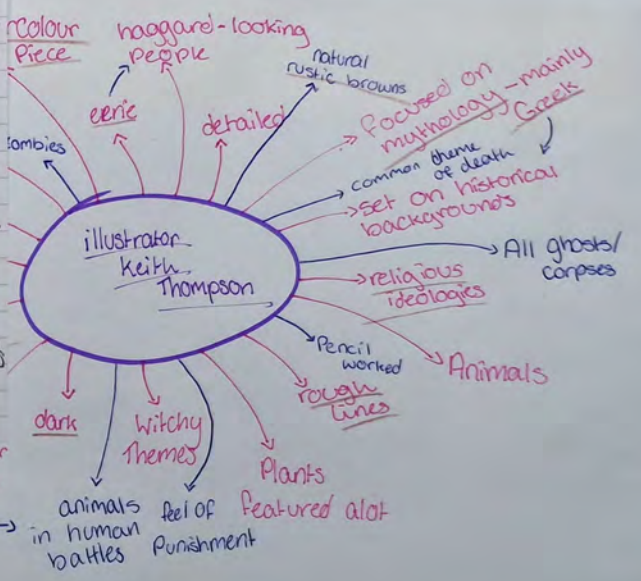 colour
Piece
haggard-looking
people
natural
rustic browns
eerie
detailed
focused on
mythology - mainly
Greek
ombies
common theme
of death
set on historical
backgrounds
illustrator
Keith
Thompson
All ghosts/
corpses
religious
ideologies
Pencil
worked
Animals
rough
lines
dark
Witchy
Themes
Plants
featured alot
animals
in human
battles
feel of
Punishment